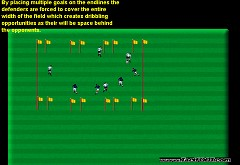 By placing multiple goals on the endlines the
defenders are forced to cover the entire
width of the field which creates dribbling
opportunities as their will be space behind
the opponents.